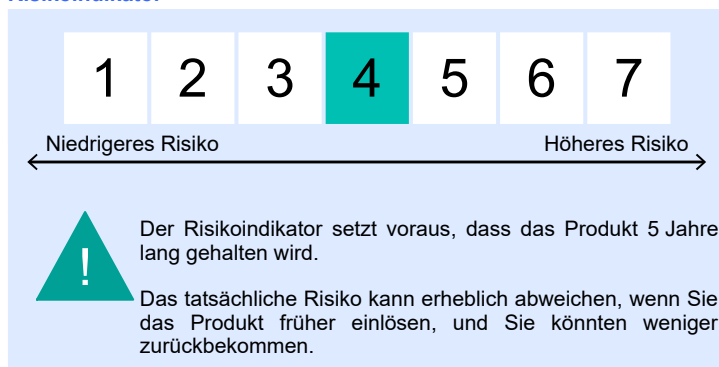 Risikoindikator
1 2 3 4 5 6 7
Niedrigeres Risiko Höheres Risiko
!
Der Risikoindikator setzt voraus, dass das Produkt 5 Jahre
lang gehalten wird.
Das tatsächliche Risiko kann erheblich abweichen, wenn Sie
das Produkt früher einlösen, und Sie könnten weniger
zurückbekommen.